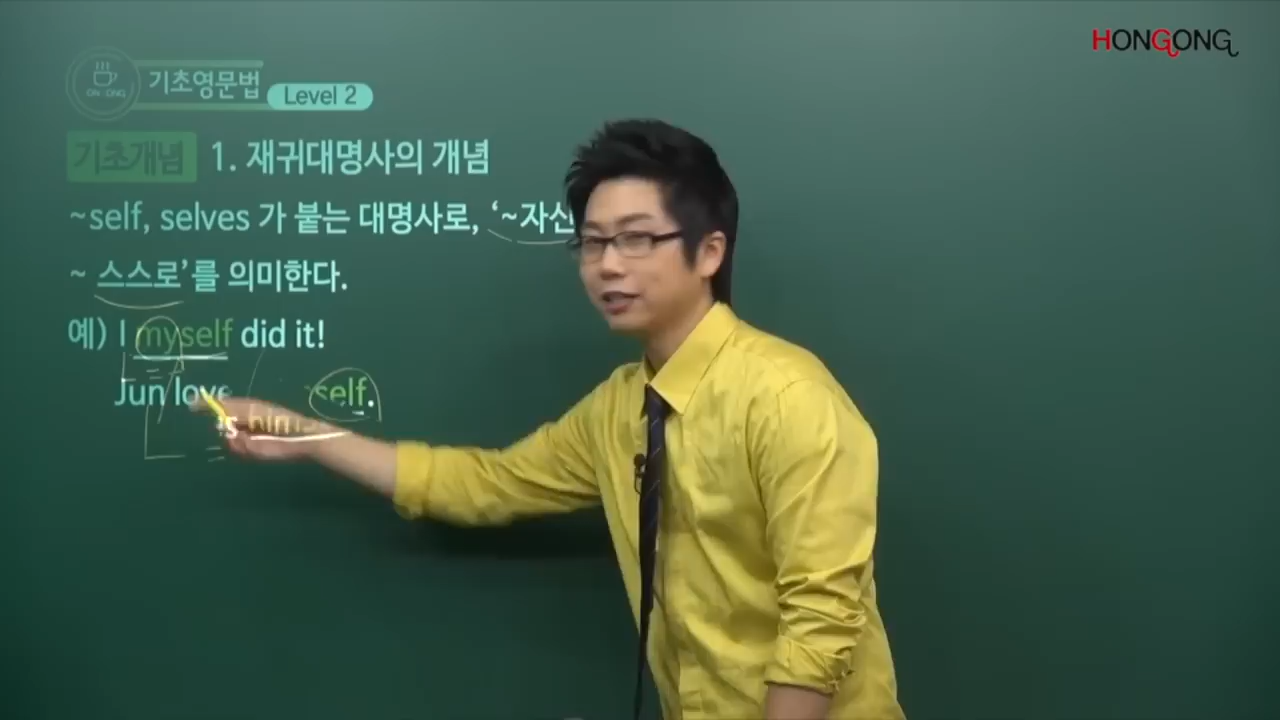 HONGONG
기초영문법
Level 2
기초개념 1. 재귀대명사의 개념
~self, selves 가 붙는 대명사로, ‘~자신
~ 스스로’를 의미한다.
예) I myself did it!
Jun self.